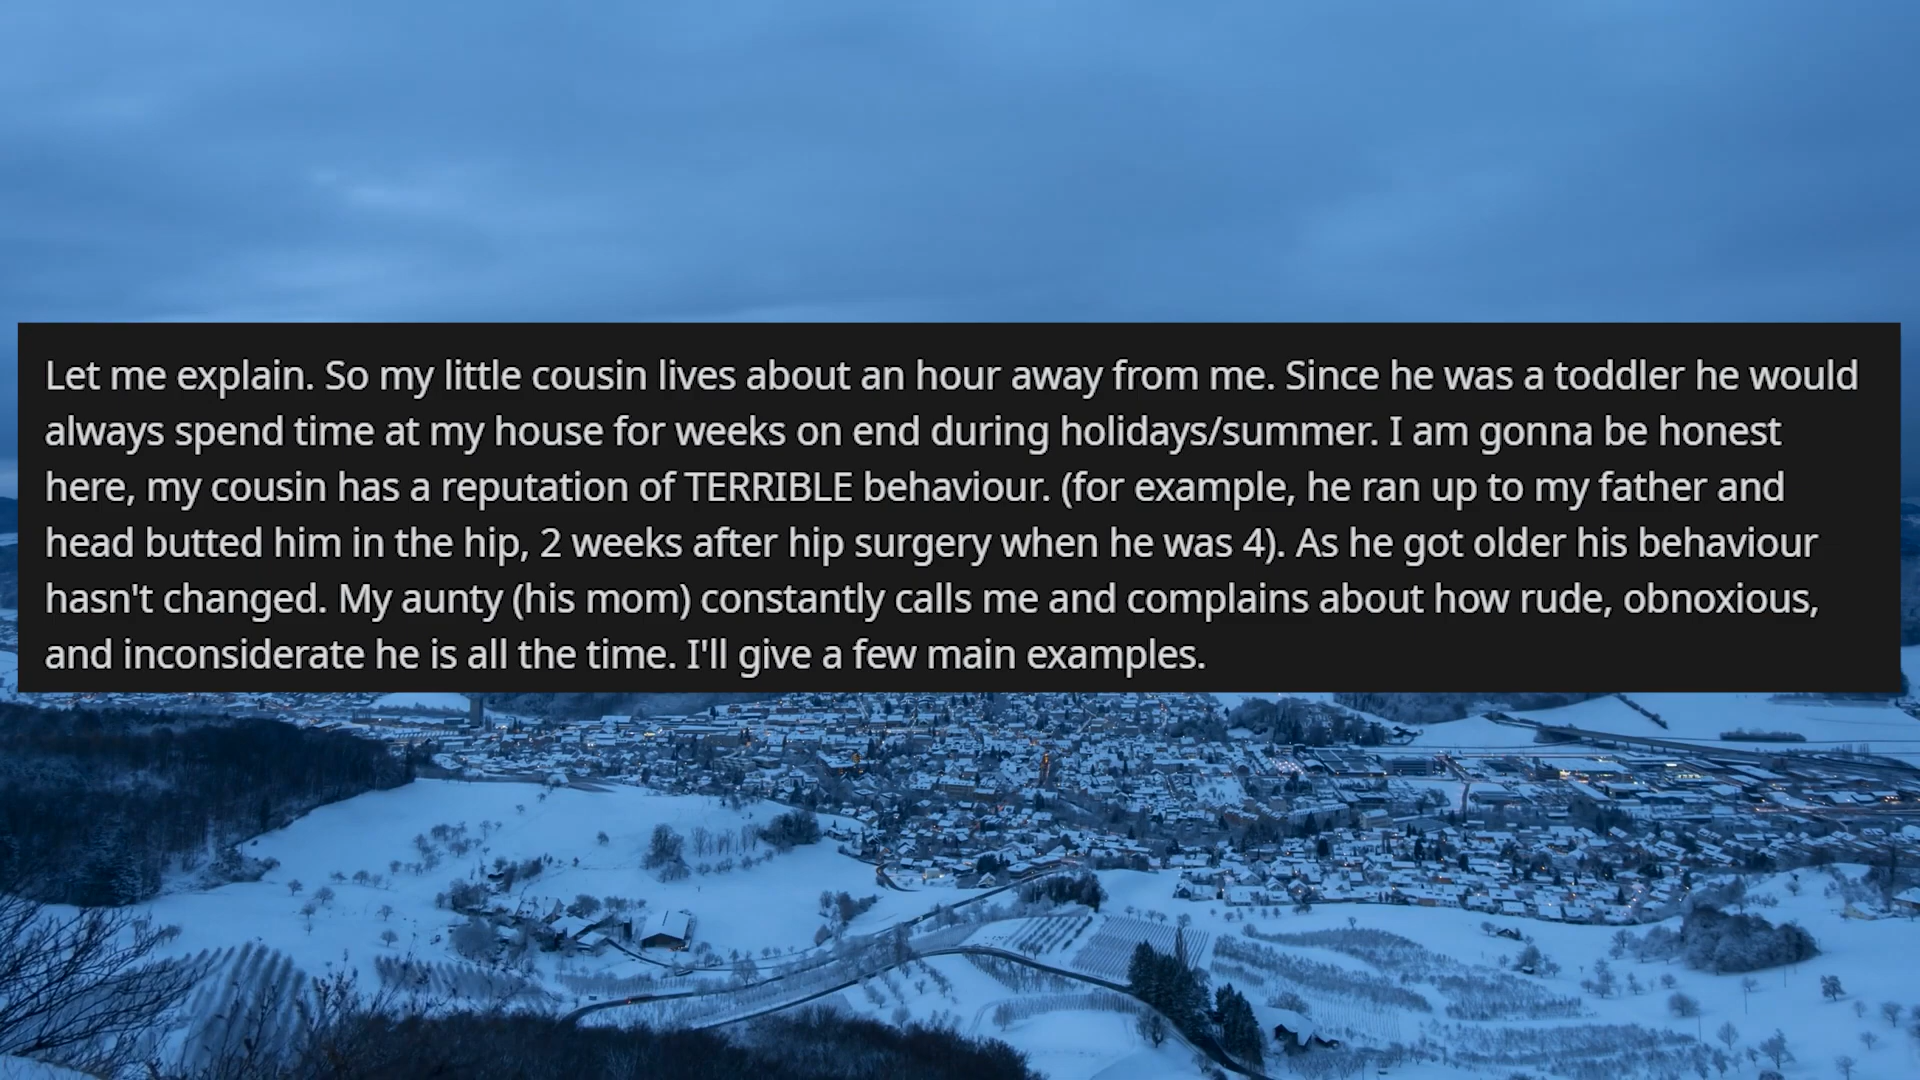 Let me explain. So my little cousin lives about an hour away from me. Since he was a toddler he would
always spend time at my house for weeks on end during holidays/summer. I am gonna be honest
here, my cousin has a reputation of TERRIBLE behaviour. (for example, he ran up to my father and
head butted him in the hip, 2 weeks after hip surgery when he was 4). As he got older his behaviour
hasn't changed. My aunty (his mom) constantly calls me and complains about how rude, obnoxious,
and inconsiderate he is all the time. I'll give a few main examples.